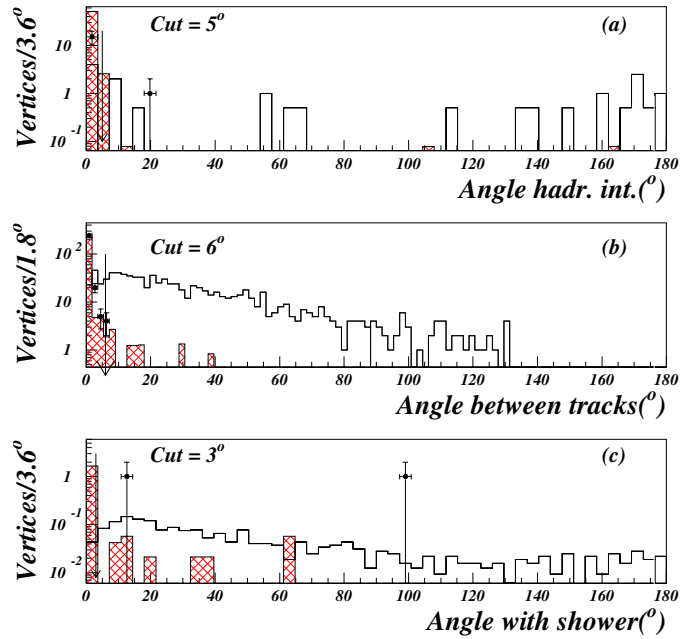 Cut = 5° (a)
Vertices/3.6°
10
1
10⁻¹
0 20 40 60 80 100 120 140 160 180
Angle hadr. int.(°)
Cut = 6° (b)
Vertices/1.8°
10²
10
1
0 20 40 60 80 100 120 140 160 180
Angle between tracks(°)
Cut = 3° (c)
Vertices/3.6°
1
10⁻¹
10⁻²
0 20 40 60 80 100 120 140 160 180
Angle with shower(°)